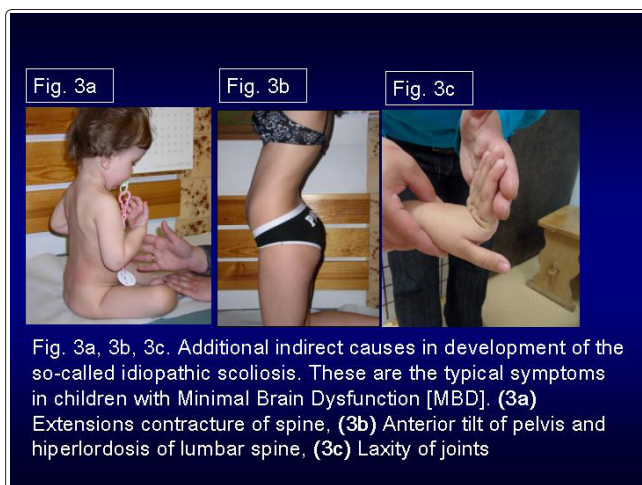 Fig. 3a
Fig. 3b
Fig. 3c
Fig. 3a, 3b, 3c. Additional indirect causes in development of the
so-called idiopathic scoliosis. These are the typical symptoms
in children with Minimal Brain Dysfunction [MBD]. (3a)
Extensions contracture of spine, (3b) Anterior tilt of pelvis and
hiperlordosis of lumbar spine, (3c) Laxity of joints